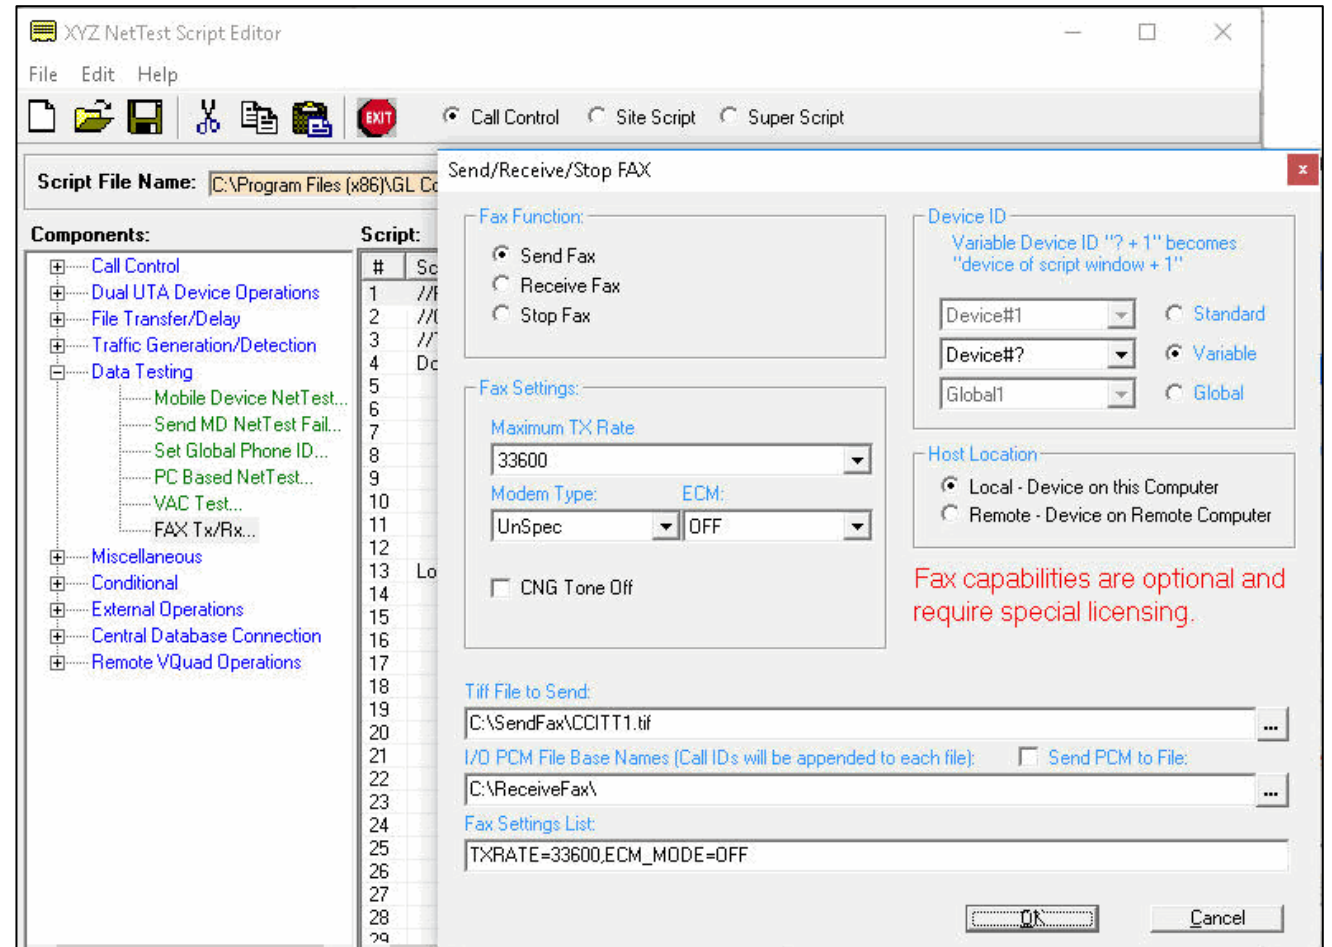 XYZ NetTest Script Editor
File Edit Help
EXIT
Call Control Site Script Super Script
Script File Name: C:\Program Files (x86)\GL Co
Components:
Call Control
Dual UTA Device Operations
File Transfer/Delay
Traffic Generation/Detection
Data Testing
Mobile Device NetTest...
Send MD NetTest Fail...
Set Global Phone ID...
PC Based NetTest...
VAC Test...
FAX Tx/Rx...
Miscellaneous
Conditional
External Operations
Central Database Connection
Remote VQuad Operations
Script:
# Sc
1
2
3
4 Do
5
6
7
8
9
10
11
12
13 Lo
14
15
16
17
18
19
20
21
22
23
24
25
26
27
28
29
Send/Receive/Stop FAX
Fax Function:
Send Fax
Receive Fax
Stop Fax
Fax Settings:
Maximum TX Rate
33600
Modem Type: ECM:
UnSpec OFF
CNG Tone Off
Device ID
Variable Device ID "? + 1" becomes
"device of script window + 1"
Device#1 Standard
Device#? Variable
Global1 Global
Host Location
Local - Device on this Computer
Remote - Device on Remote Computer
Fax capabilities are optional and
require special licensing.
Tiff File to Send:
C:\SendFax\CCITT1.tif
...
I/O PCM File Base Names (Call IDs will be appended to each file): Send PCM to File:
C:\ReceiveFax\
...
Fax Settings List:
TXRATE=33600,ECM_MODE=OFF
OK Cancel